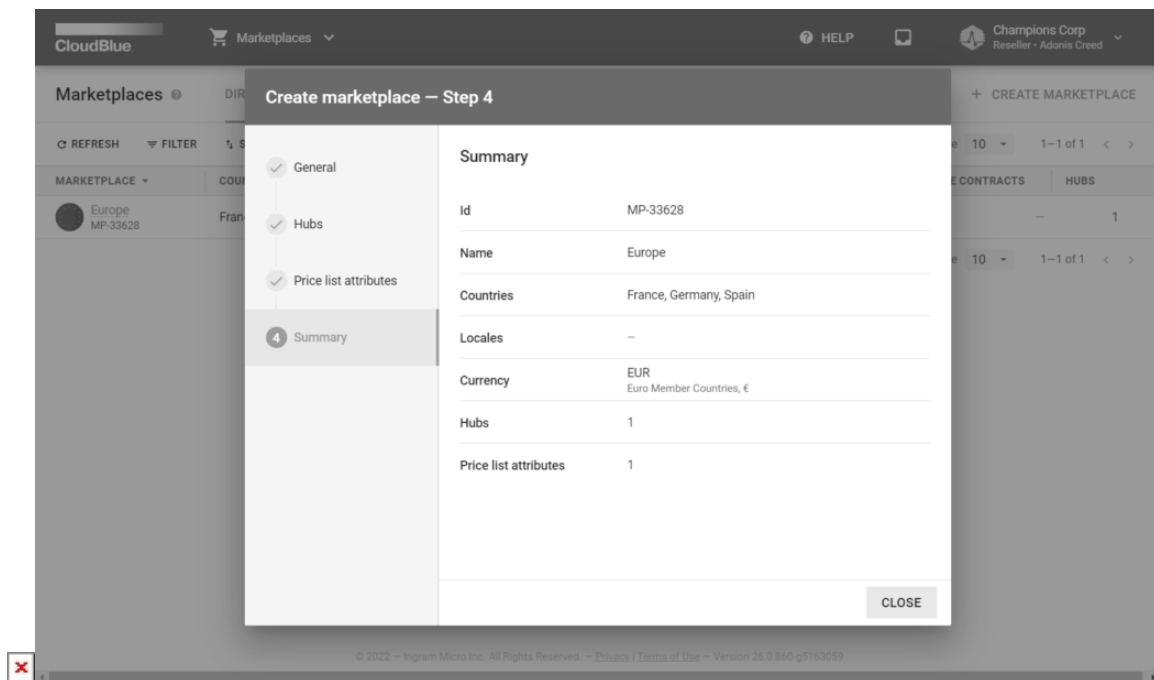 CloudBlue
Marketplaces
HELP
Champions Corp
Reseller • Adonis Creed
Marketplaces
DIR
+ CREATE MARKETPLACE
Create marketplace — Step 4
REFRESH
FILTER
S
e 10
1–1 of 1
MARKETPLACE
COU
E CONTRACTS
HUBS
Europe
MP-33628
Fran
–
1
e 10
1–1 of 1
General
Hubs
Price list attributes
4 Summary
Summary
Id MP-33628
Name Europe
Countries France, Germany, Spain
Locales –
Currency EUR
Euro Member Countries, €
Hubs 1
Price list attributes 1
CLOSE
© 2022 – Ingram Micro Inc. All Rights Reserved. – Privacy | Terms of Use – Version 26.0.860-g5163059